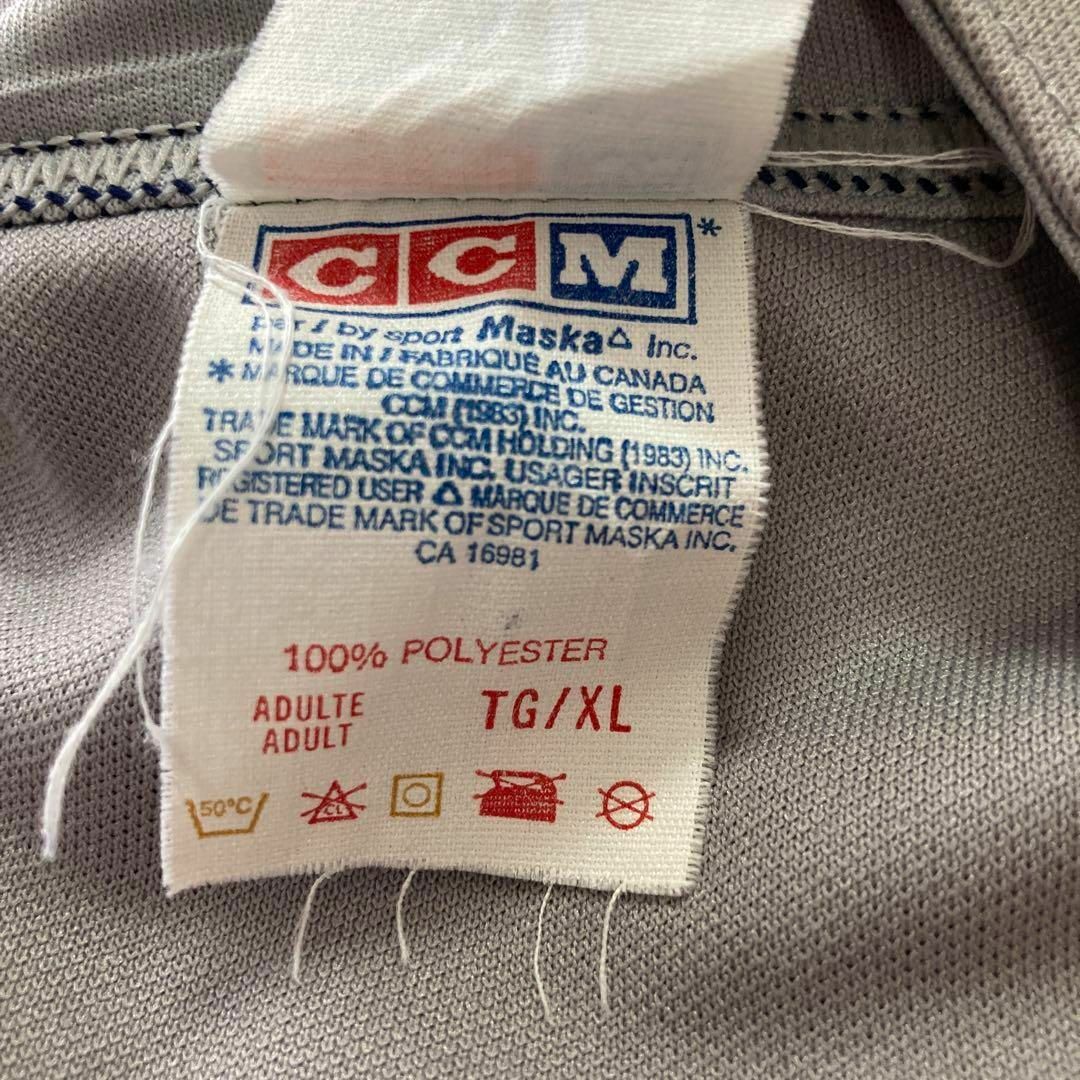 CCM*
par / by sport Maska△ Inc.
MADE IN / FABRIQUÉ AU CANADA
* MARQUE DE COMMERCE DE GESTION
CCM (1983) INC.
TRADE MARK OF CCM HOLDING (1983) INC.
SPORT MASKA INC. USAGER INSCRIT
REGISTERED USER △ MARQUE DE COMMERCE
DE TRADE MARK OF SPORT MASKA INC.
CA 16981
100% POLYESTER
ADULTE TG/XL
ADULT
50°C CL